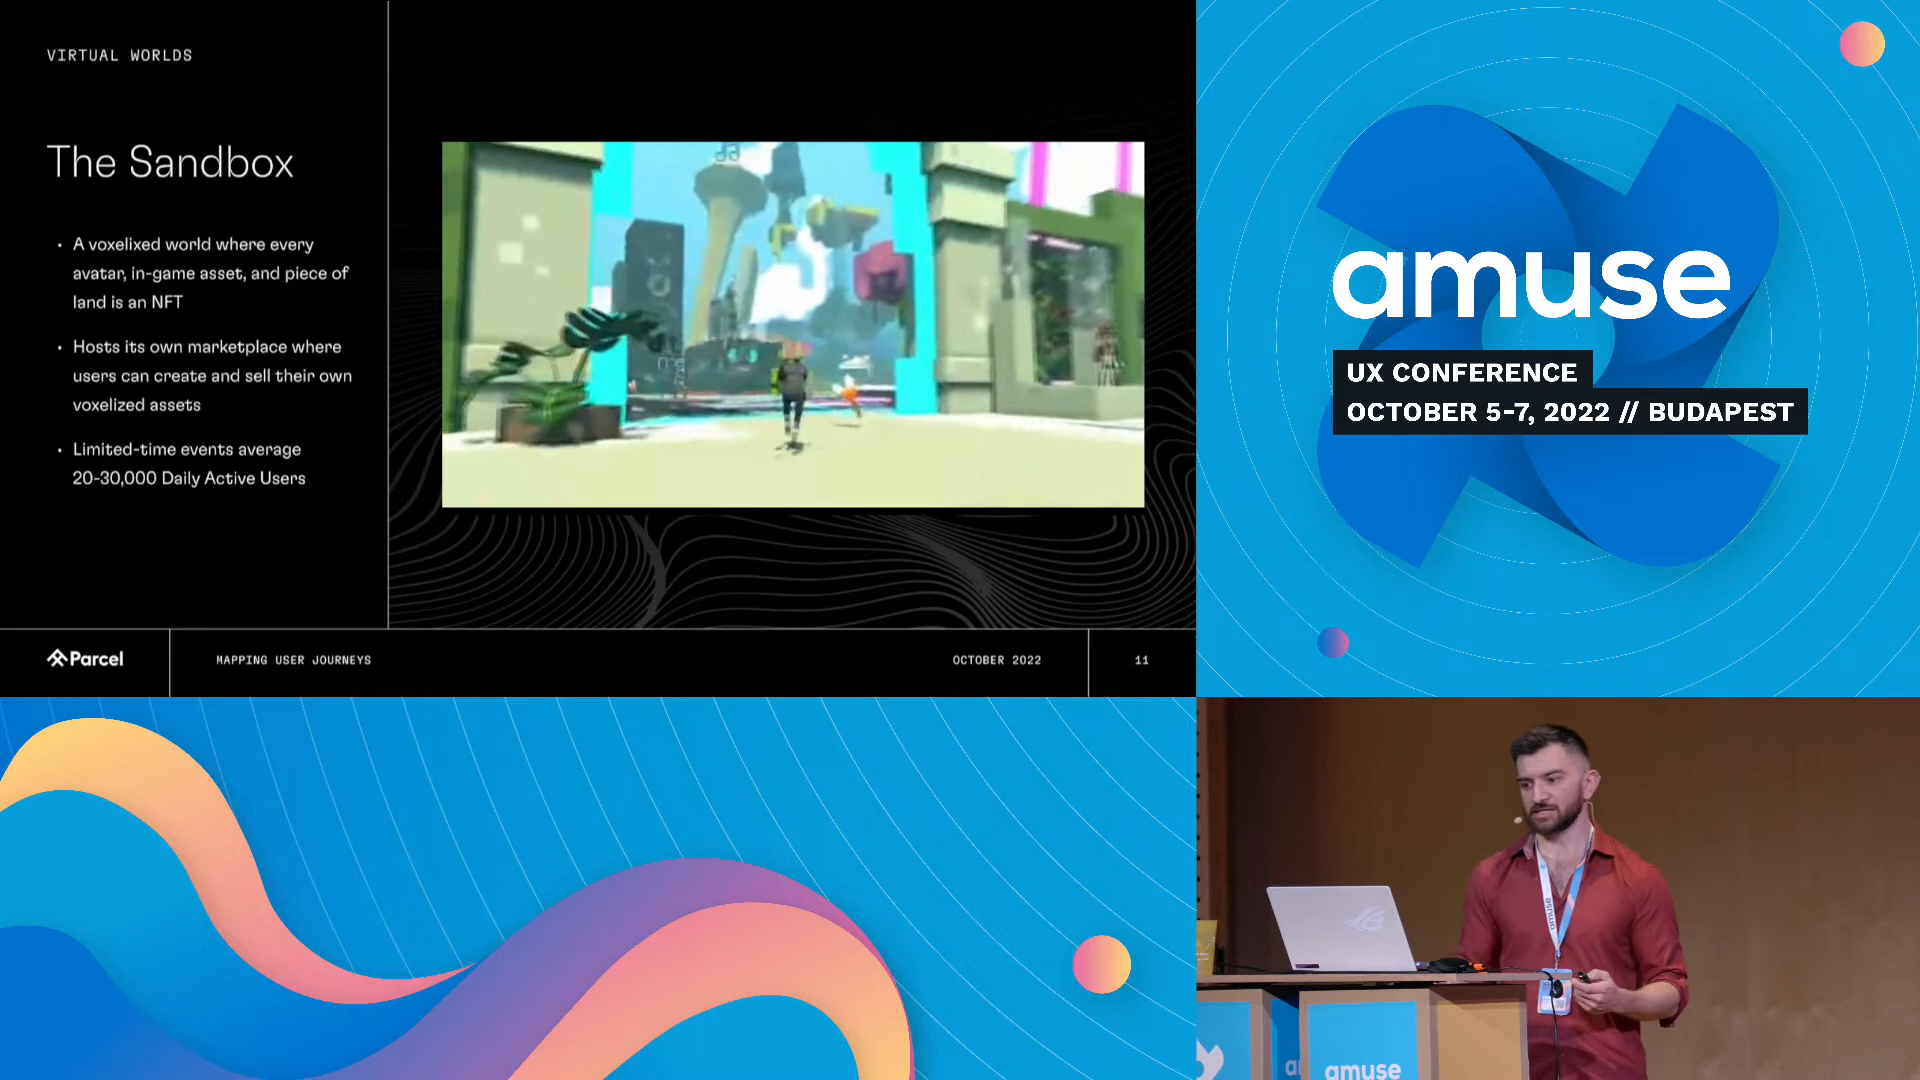 VIRTUAL WORLDS
The Sandbox
• A voxelixed world where every
avatar, in-game asset, and piece of
land is an NFT
• Hosts its own marketplace where
users can create and sell their own
voxelized assets
• Limited-time events average
20-30,000 Daily Active Users
Parcel
MAPPING USER JOURNEYS
OCTOBER 2022
11
amuse
UX CONFERENCE
OCTOBER 5-7, 2022 // BUDAPEST
amuse
amuse